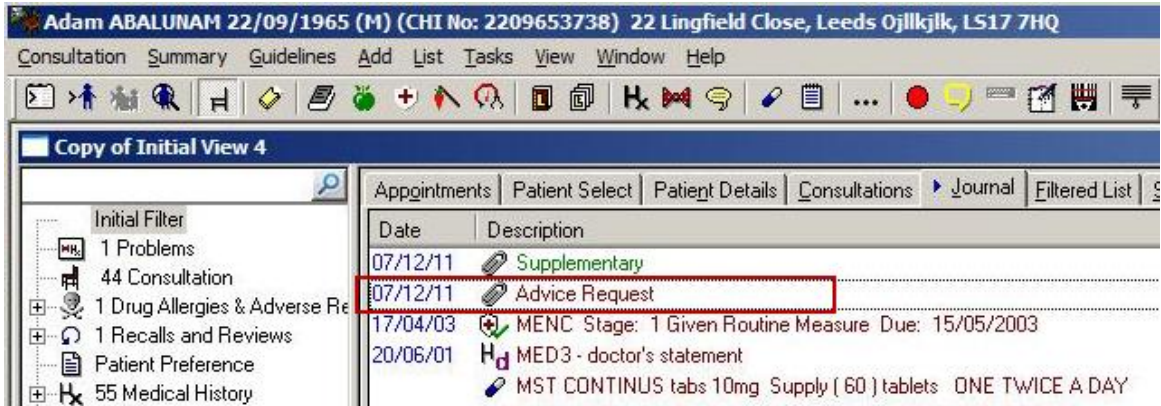 Adam ABALUNAM 22/09/1965 (M) (CHI No: 2209653738) 22 Lingfield Close, Leeds Ojllkjlk, LS17 7HQ
Consultation Summary Guidelines Add List Tasks View Window Help
Copy of Initial View 4
Appointments Patient Select Patient Details Consultations Journal Filtered List S
Initial Filter
1 Problems
44 Consultation
1 Drug Allergies & Adverse Re
1 Recalls and Reviews
Patient Preference
55 Medical History
Date Description
07/12/11 Supplementary
07/12/11 Advice Request
17/04/03 MENC Stage: 1 Given Routine Measure Due: 15/05/2003
20/06/01 Hd MED3 - doctor's statement
MST CONTINUS tabs 10mg Supply ( 60 ) tablets ONE TWICE A DAY